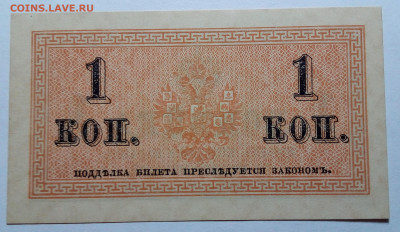 COINS.LAVE.RU
1 1
КОП. КОП.
ПОДДѢЛКА БИЛЕТА ПРЕСЛѢДУЕТСЯ ЗАКОНОМЪ.